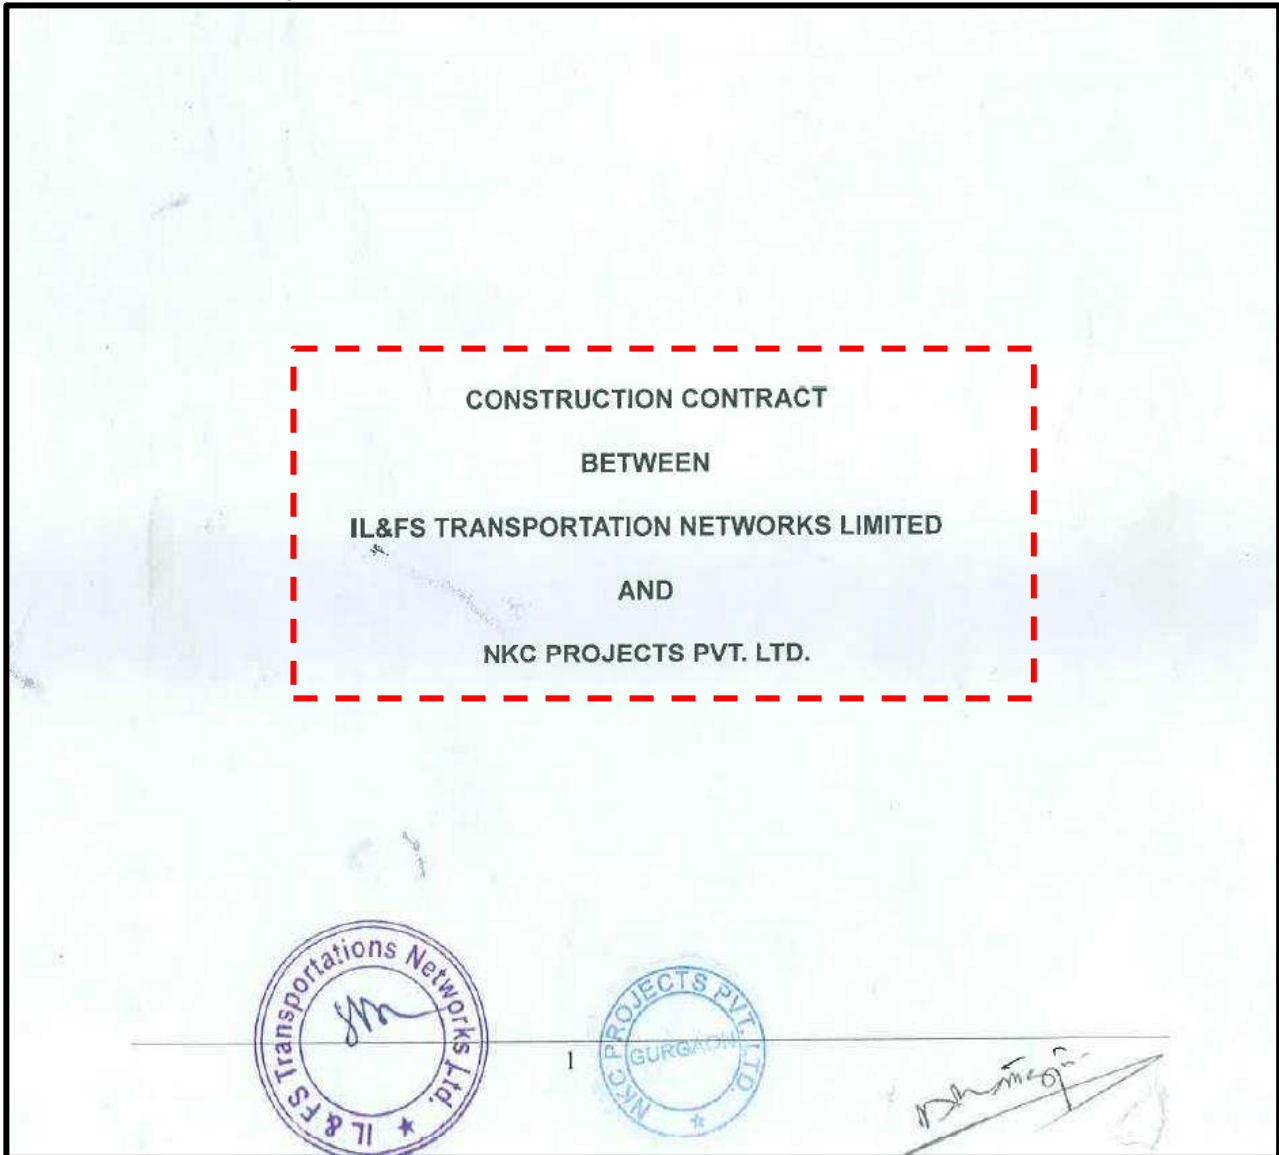 CONSTRUCTION CONTRACT
BETWEEN
IL&FS TRANSPORTATION NETWORKS LIMITED
AND
NKC PROJECTS PVT. LTD.
IL & FS Transportations Networks Ltd. ★
1
NKC PROJECTS PVT. LTD. ★
GURGAON